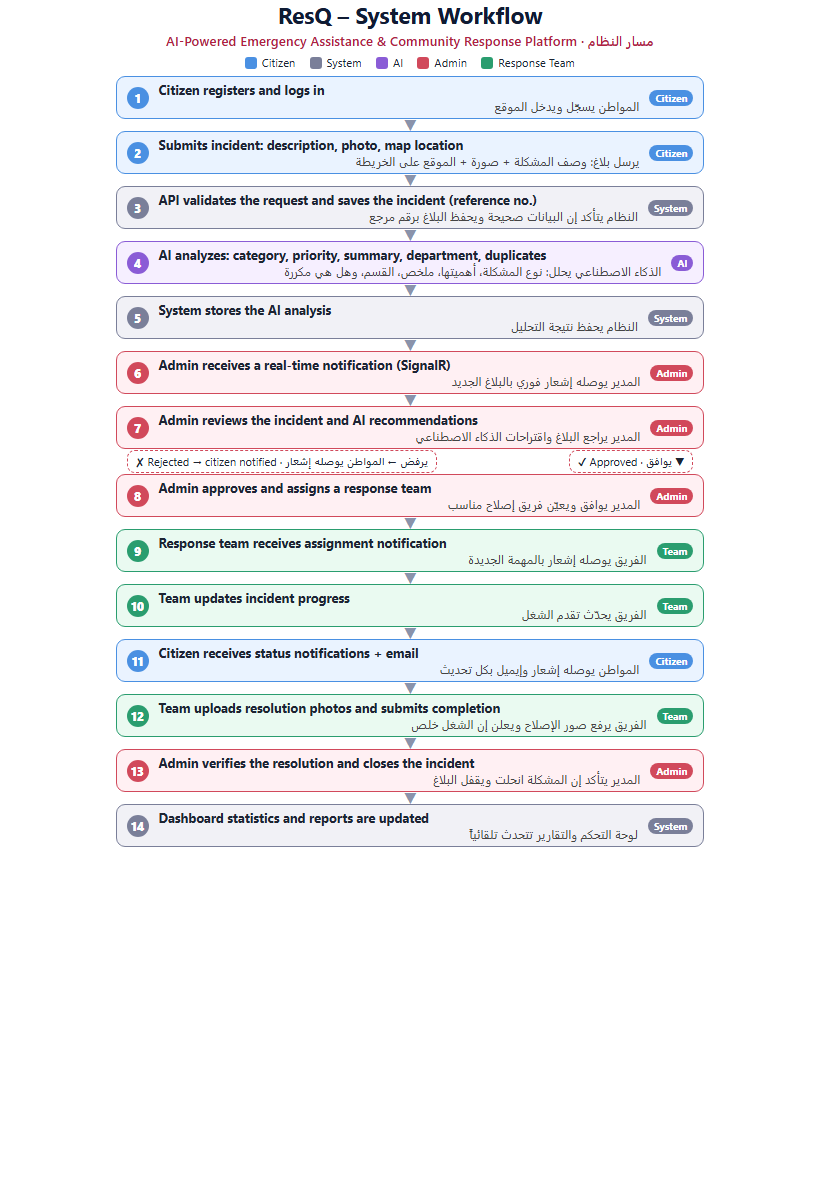 ResQ – System Workflow
AI-Powered Emergency Assistance & Community Response Platform · مسار النظام
Citizen System AI Admin Response Team
1 Citizen registers and logs in Citizen
المواطن يسجّل ويدخل الموقع
2 Submits incident: description, photo, map location Citizen
يرسل بلاغ: وصف المشكلة + صورة + الموقع على الخريطة
3 API validates the request and saves the incident (reference no.) System
النظام يتأكد إن البيانات صحيحة ويحفظ البلاغ برقم مرجع
4 AI analyzes: category, priority, summary, department, duplicates AI
الذكاء الاصطناعي يحلل: نوع المشكلة، أهميتها، ملخص، القسم، وهل هي مكررة
5 System stores the AI analysis System
النظام يحفظ نتيجة التحليل
6 Admin receives a real-time notification (SignalR) Admin
المدير يوصله إشعار فوري بالبلاغ الجديد
7 Admin reviews the incident and AI recommendations Admin
المدير يراجع البلاغ واقتراحات الذكاء الاصطناعي
✗ Rejected → citizen notified · يرفض ← المواطن يوصله إشعار
✓ Approved · يوافق ▼
8 Admin approves and assigns a response team Admin
المدير يوافق ويعيّن فريق إصلاح مناسب
9 Response team receives assignment notification Team
الفريق يوصله إشعار بالمهمة الجديدة
10 Team updates incident progress Team
الفريق يحدّث تقدم الشغل
11 Citizen receives status notifications + email Citizen
المواطن يوصله إشعار وإيميل بكل تحديث
12 Team uploads resolution photos and submits completion Team
الفريق يرفع صور الإصلاح ويعلن إن الشغل خلص
13 Admin verifies the resolution and closes the incident Admin
المدير يتأكد إن المشكلة انحلت ويقفل البلاغ
14 Dashboard statistics and reports are updated System
لوحة التحكم والتقارير تتحدث تلقائياً